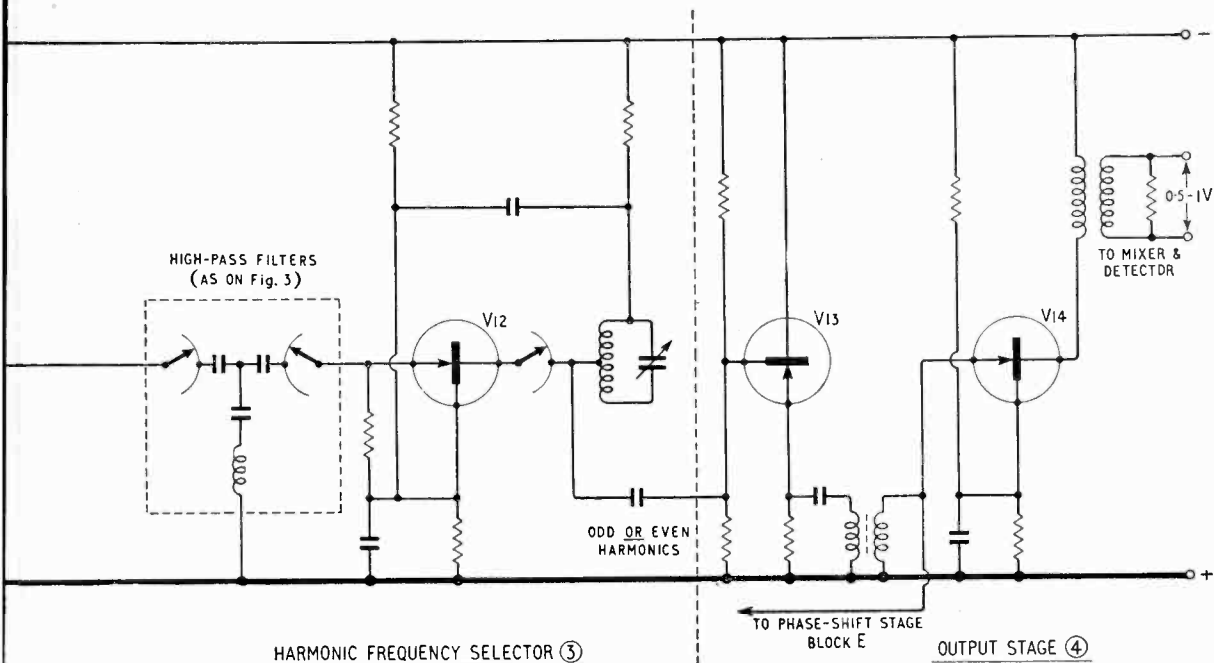 −
HIGH-PASS FILTERS
(AS ON Fig. 3)
V12
V13
V14
0·5-1V
TO MIXER &
DETECTOR
ODD OR EVEN
HARMONICS
+
TO PHASE-SHIFT STAGE
BLOCK E
HARMONIC FREQUENCY SELECTOR ③
OUTPUT STAGE ④